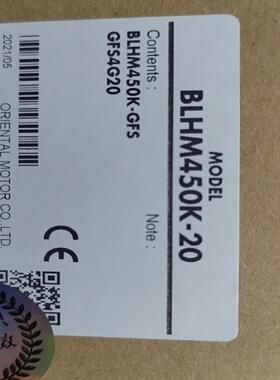 MODEL
BLHM450K-20
Contents :
BLHM450K-GFS
GFS4G20
Note :
CE
2021/05
ORIENTAL MOTOR CO.,LTD.